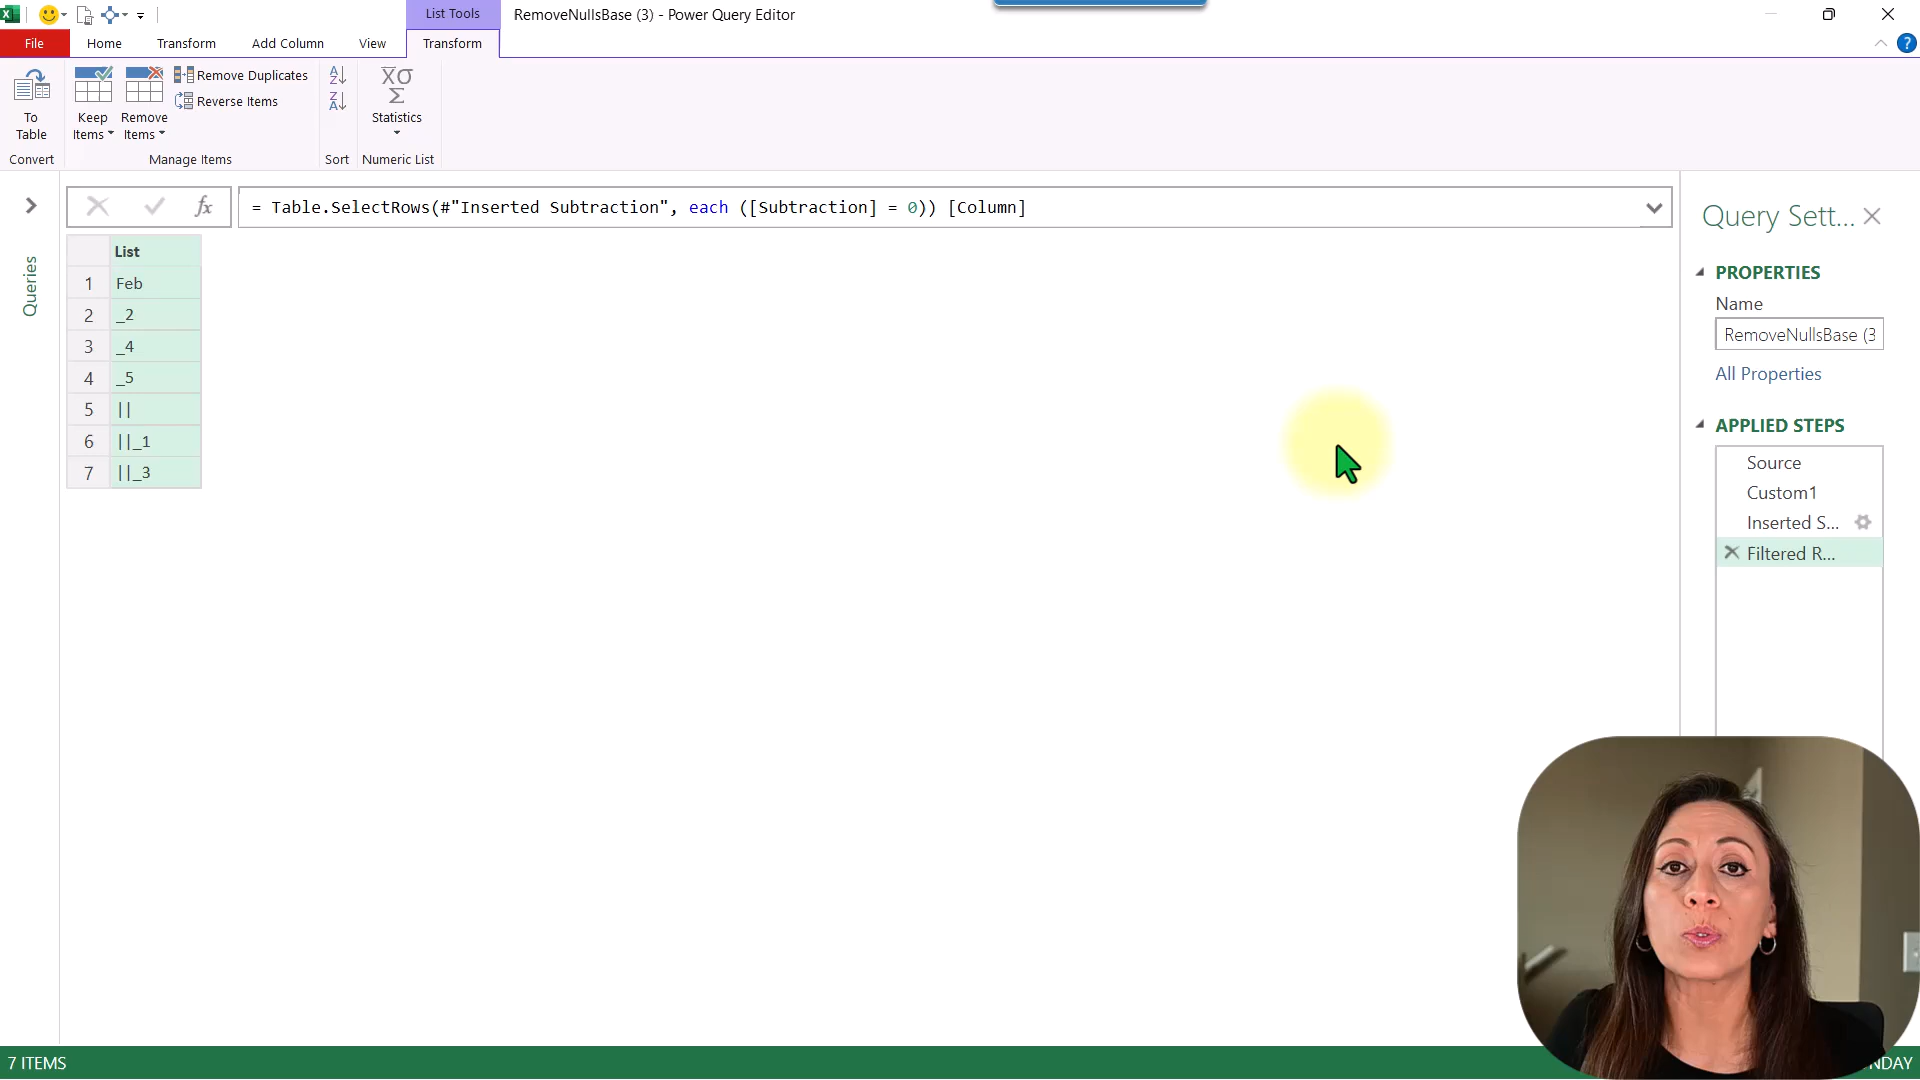 List Tools
RemoveNullsBase (3) - Power Query Editor
File
Home
Transform
Add Column
View
Transform
?
To
Table
Keep
Items
Remove
Items
Remove Duplicates
Reverse Items
A
Z
Z
A
X̅σ
Σ
Statistics
Convert
Manage Items
Sort
Numeric List
fx
= Table.SelectRows(#"Inserted Subtraction", each ([Subtraction] = 0)) [Column]
Queries
List
1 Feb
2 _2
3 _4
4 _5
5 ||
6 ||_1
7 ||_3
Query Sett...
PROPERTIES
Name
RemoveNullsBase (3
All Properties
APPLIED STEPS
Source
Custom1
Inserted S...
Filtered R...
7 ITEMS